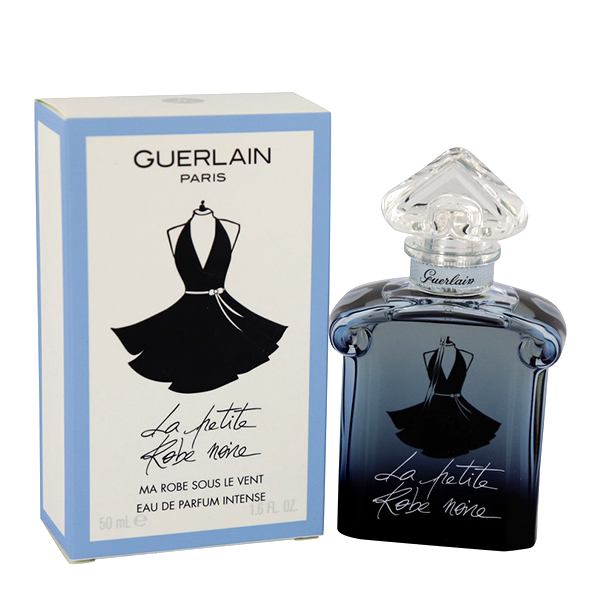 GUERLAIN
PARIS
La petite
Robe noire
MA ROBE SOUS LE VENT
EAU DE PARFUM INTENSE
50 mL ℮ 1.6 FL. OZ.
Guerlain
La petite
Robe noire